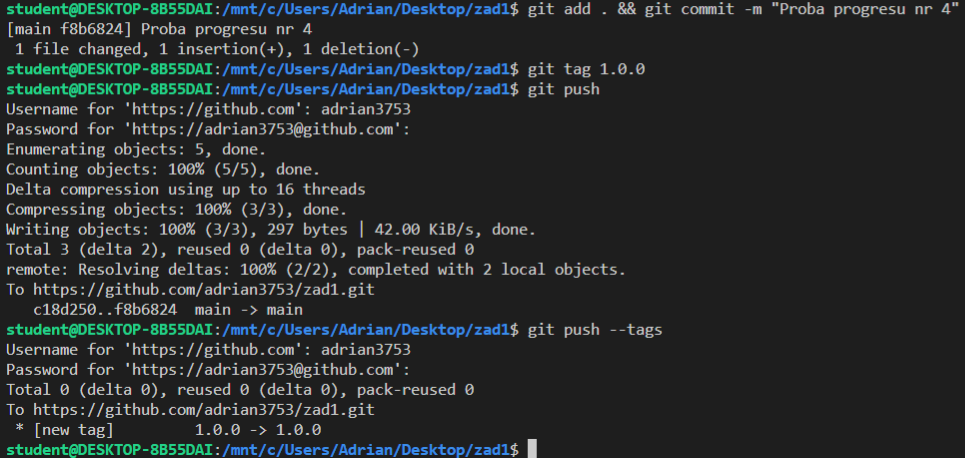 student@DESKTOP-8B55DAI:/mnt/c/Users/Adrian/Desktop/zad1$ git add . && git commit -m "Proba progresu nr 4"
[main f8b6824] Proba progresu nr 4
 1 file changed, 1 insertion(+), 1 deletion(-)
student@DESKTOP-8B55DAI:/mnt/c/Users/Adrian/Desktop/zad1$ git tag 1.0.0
student@DESKTOP-8B55DAI:/mnt/c/Users/Adrian/Desktop/zad1$ git push
Username for 'https://github.com': adrian3753
Password for 'https://adrian3753@github.com':
Enumerating objects: 5, done.
Counting objects: 100% (5/5), done.
Delta compression using up to 16 threads
Compressing objects: 100% (3/3), done.
Writing objects: 100% (3/3), 297 bytes | 42.00 KiB/s, done.
Total 3 (delta 2), reused 0 (delta 0), pack-reused 0
remote: Resolving deltas: 100% (2/2), completed with 2 local objects.
To https://github.com/adrian3753/zad1.git
   c18d250..f8b6824  main -> main
student@DESKTOP-8B55DAI:/mnt/c/Users/Adrian/Desktop/zad1$ git push --tags
Username for 'https://github.com': adrian3753
Password for 'https://adrian3753@github.com':
Total 0 (delta 0), reused 0 (delta 0), pack-reused 0
To https://github.com/adrian3753/zad1.git
 * [new tag]         1.0.0 -> 1.0.0
student@DESKTOP-8B55DAI:/mnt/c/Users/Adrian/Desktop/zad1$